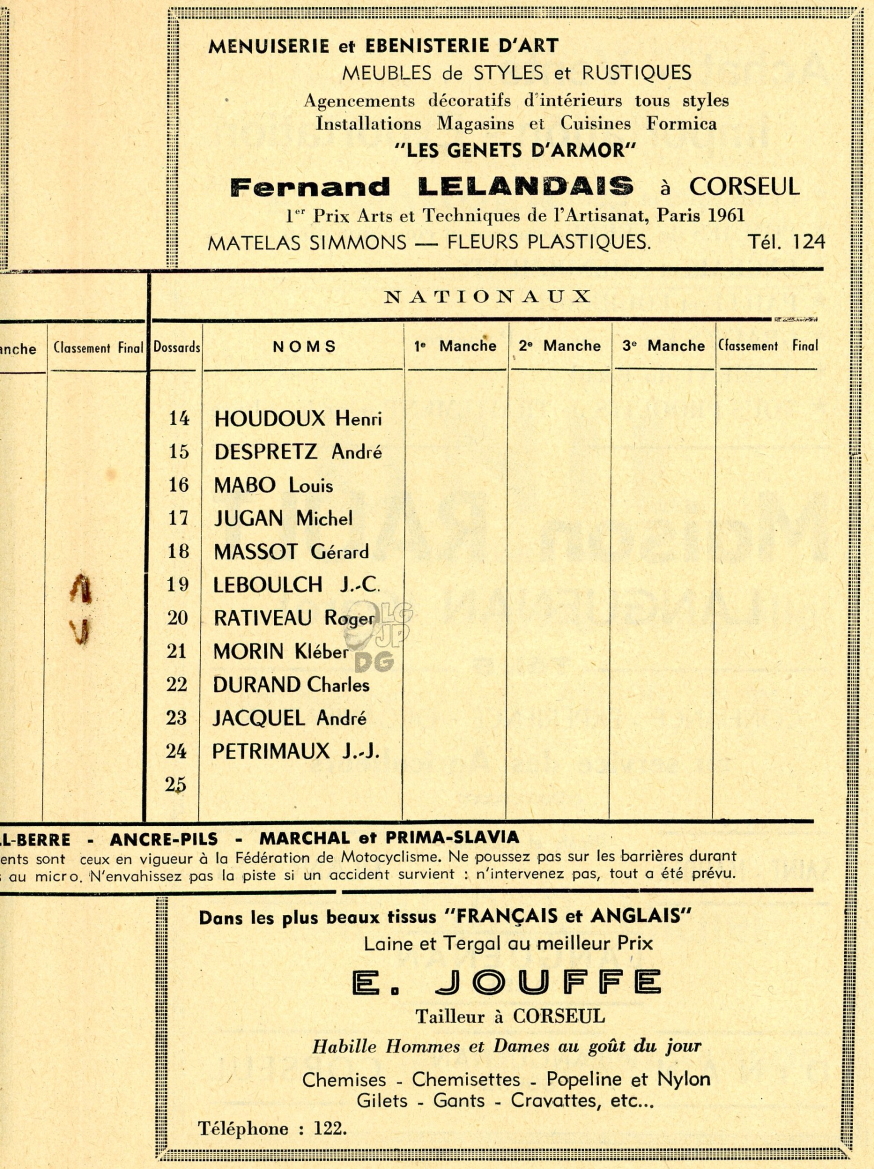 MENUISERIE et EBENISTERIE D'ART
MEUBLES de STYLES et RUSTIQUES
Agencements décoratifs d'intérieurs tous styles
Installations Magasins et Cuisines Formica
"LES GENETS D'ARMOR"
Fernand LELANDAIS à CORSEUL
1er Prix Arts et Techniques de l'Artisanat, Paris 1961
MATELAS SIMMONS — FLEURS PLASTIQUES. Tél. 124
NATIONAUX
anche Classement Final Dossards NOMS 1e Manche 2e Manche 3e Manche Classement Final
14 HOUDOUX Henri
15 DESPRETZ André
16 MABO Louis
17 JUGAN Michel
18 MASSOT Gérard
19 LEBOULCH J.-C.
20 RATIVEAU Roger
21 MORIN Kléber
22 DURAND Charles
23 JACQUEL André
24 PETRIMAUX J.-J.
25
LGJP
DG
LL-BERRE - ANCRE-PILS - MARCHAL et PRIMA-SLAVIA
ents sont ceux en vigueur à la Fédération de Motocyclisme. Ne poussez pas sur les barrières durant
au micro. N'envahissez pas la piste si un accident survient : n'intervenez pas, tout a été prévu.
Dans les plus beaux tissus "FRANÇAIS et ANGLAIS"
Laine et Tergal au meilleur Prix
E. JOUFFE
Tailleur à CORSEUL
Habille Hommes et Dames au goût du jour
Chemises - Chemisettes - Popeline et Nylon
Gilets - Gants - Cravattes, etc...
Téléphone : 122.